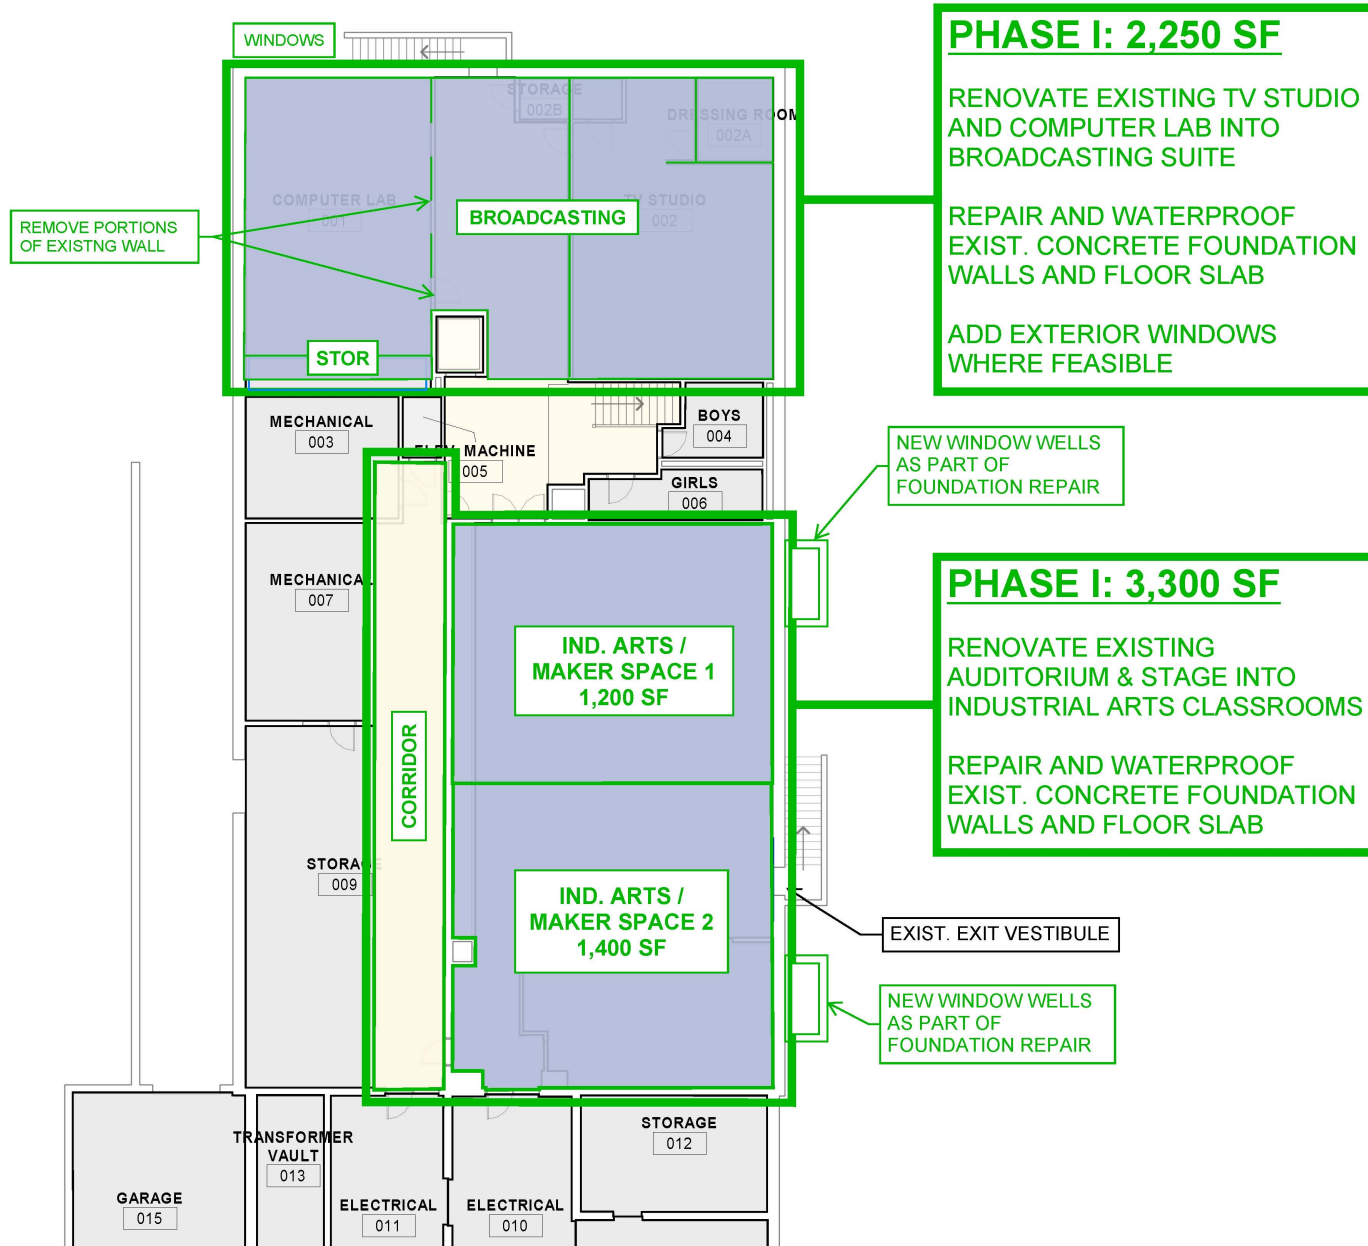 WINDOWS
PHASE I: 2,250 SF
RENOVATE EXISTING TV STUDIO
AND COMPUTER LAB INTO
BROADCASTING SUITE
REPAIR AND WATERPROOF
EXIST. CONCRETE FOUNDATION
WALLS AND FLOOR SLAB
ADD EXTERIOR WINDOWS
WHERE FEASIBLE
STORAGE
002B
DRESSING ROOM
002A
COMPUTER LAB
001
BROADCASTING
TV STUDIO
002
REMOVE PORTIONS
OF EXISTNG WALL
STOR
MECHANICAL
003
ELEV. MACHINE
005
BOYS
004
GIRLS
006
NEW WINDOW WELLS
AS PART OF
FOUNDATION REPAIR
MECHANICAL
007
PHASE I: 3,300 SF
RENOVATE EXISTING
AUDITORIUM & STAGE INTO
INDUSTRIAL ARTS CLASSROOMS
REPAIR AND WATERPROOF
EXIST. CONCRETE FOUNDATION
WALLS AND FLOOR SLAB
IND. ARTS /
MAKER SPACE 1
1,200 SF
CORRIDOR
STORAGE
009
IND. ARTS /
MAKER SPACE 2
1,400 SF
EXIST. EXIT VESTIBULE
NEW WINDOW WELLS
AS PART OF
FOUNDATION REPAIR
STORAGE
012
TRANSFORMER
VAULT
013
GARAGE
015
ELECTRICAL
011
ELECTRICAL
010